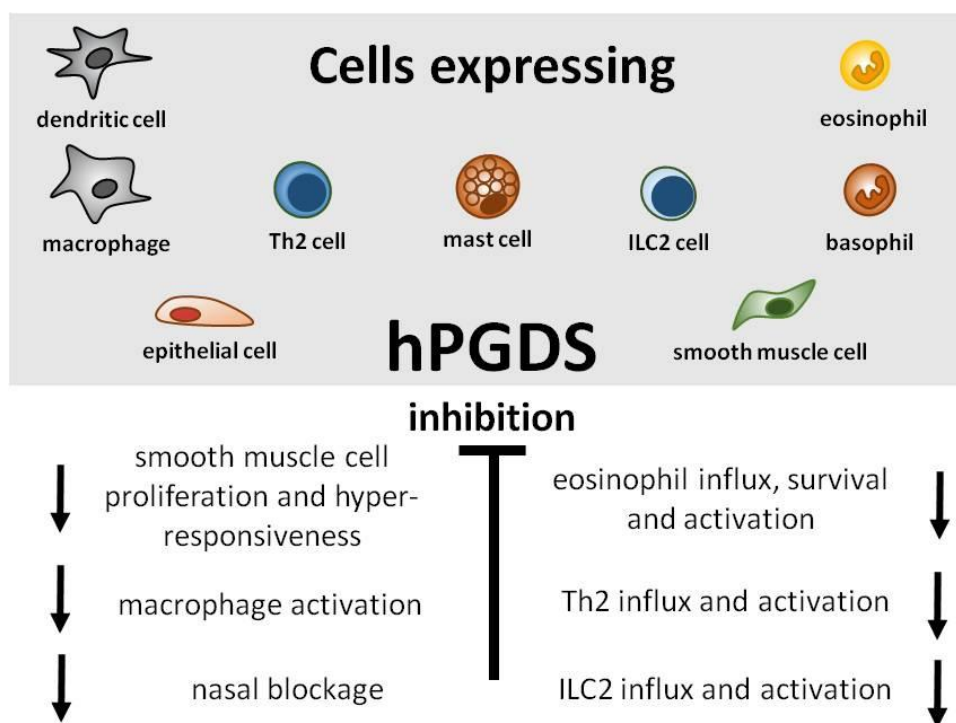 Cells expressing
dendritic cell
eosinophil
macrophage
Th2 cell
mast cell
ILC2 cell
basophil
epithelial cell
hPGDS
smooth muscle cell
inhibition
smooth muscle cell
proliferation and hyper-
responsiveness
macrophage activation
nasal blockage
eosinophil influx, survival
and activation
Th2 influx and activation
ILC2 influx and activation